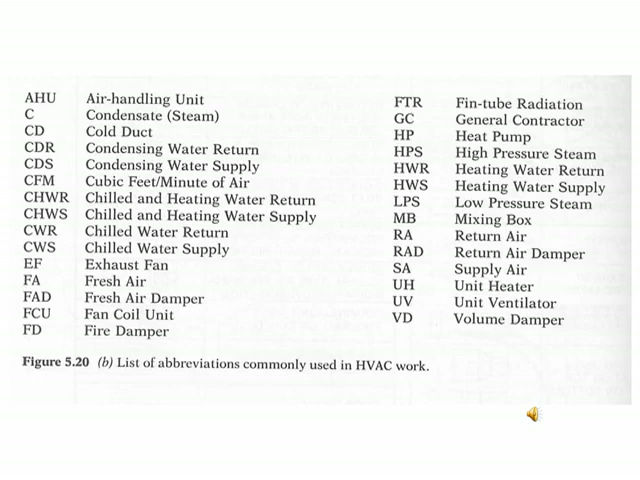 AHU Air-handling Unit
C Condensate (Steam)
CD Cold Duct
CDR Condensing Water Return
CDS Condensing Water Supply
CFM Cubic Feet/Minute of Air
CHWR Chilled and Heating Water Return
CHWS Chilled and Heating Water Supply
CWR Chilled Water Return
CWS Chilled Water Supply
EF Exhaust Fan
FA Fresh Air
FAD Fresh Air Damper
FCU Fan Coil Unit
FD Fire Damper
FTR Fin-tube Radiation
GC General Contractor
HP Heat Pump
HPS High Pressure Steam
HWR Heating Water Return
HWS Heating Water Supply
LPS Low Pressure Steam
MB Mixing Box
RA Return Air
RAD Return Air Damper
SA Supply Air
UH Unit Heater
UV Unit Ventilator
VD Volume Damper
Figure 5.20 (b) List of abbreviations commonly used in HVAC work.